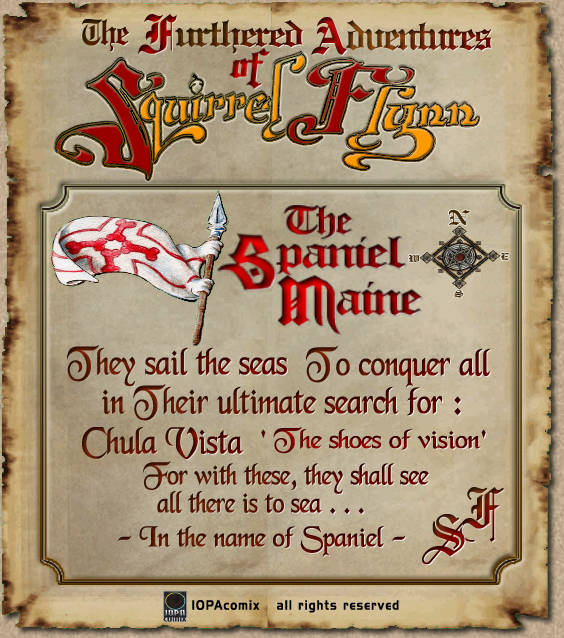 The Furthered Adventures
of
Squirrel Flynn
The
Spaniel
Maine
N
W E
S
They sail the seas To conquer all
in Their ultimate search for :
Chula Vista ' The shoes of vision'
For with these, they shall see
all there is to sea . . .
- In the name of Spaniel -
SF
IOPA
COMIX
IOPAcomix all rights reserved